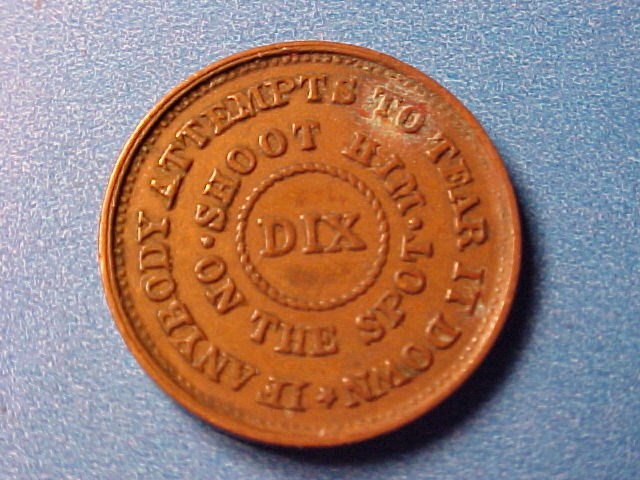 IF ANYBODY ATTEMPTS TO TEAR IT DOWN
· SHOOT HIM ·
ON THE SPOT
DIX